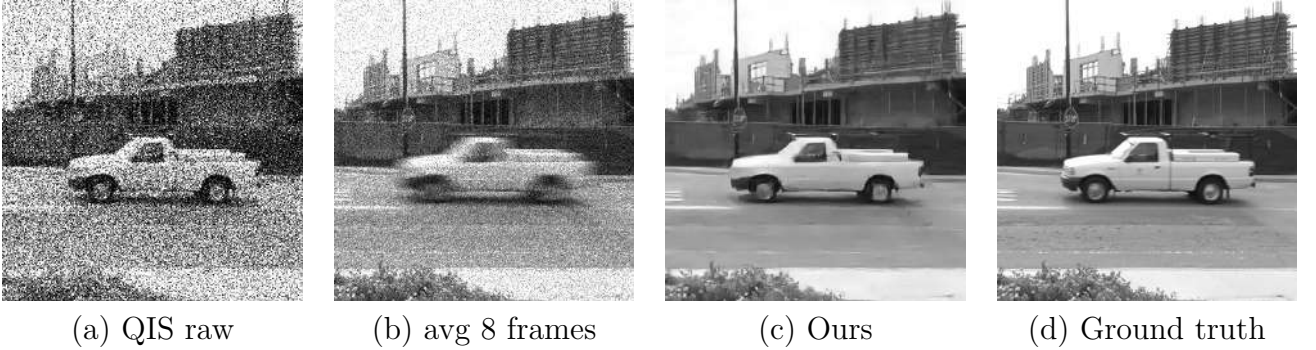 (a) QIS raw
(b) avg 8 frames
(c) Ours
(d) Ground truth